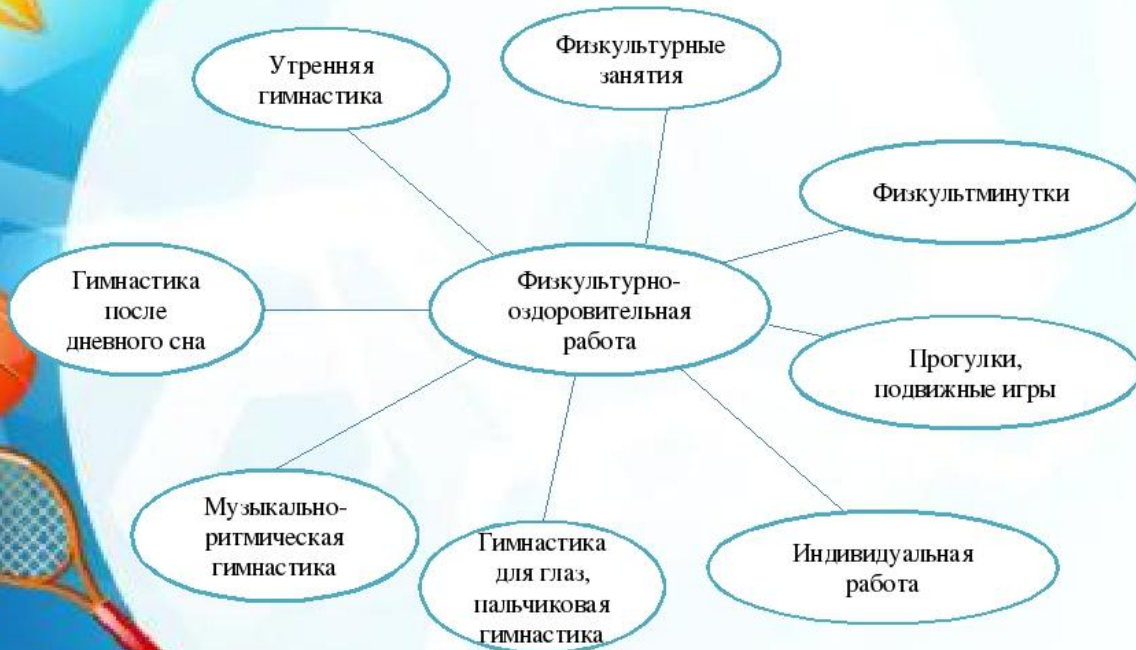 Утренняя
гимнастика
Физкультурные
занятия
Физкультминутки
Гимнастика
после
дневного сна
Физкультурно-
оздоровительная
работа
Прогулки,
подвижные игры
Музыкально-
ритмическая
гимнастика
Гимнастика
для глаз,
пальчиковая
гимнастика
Индивидуальная
работа